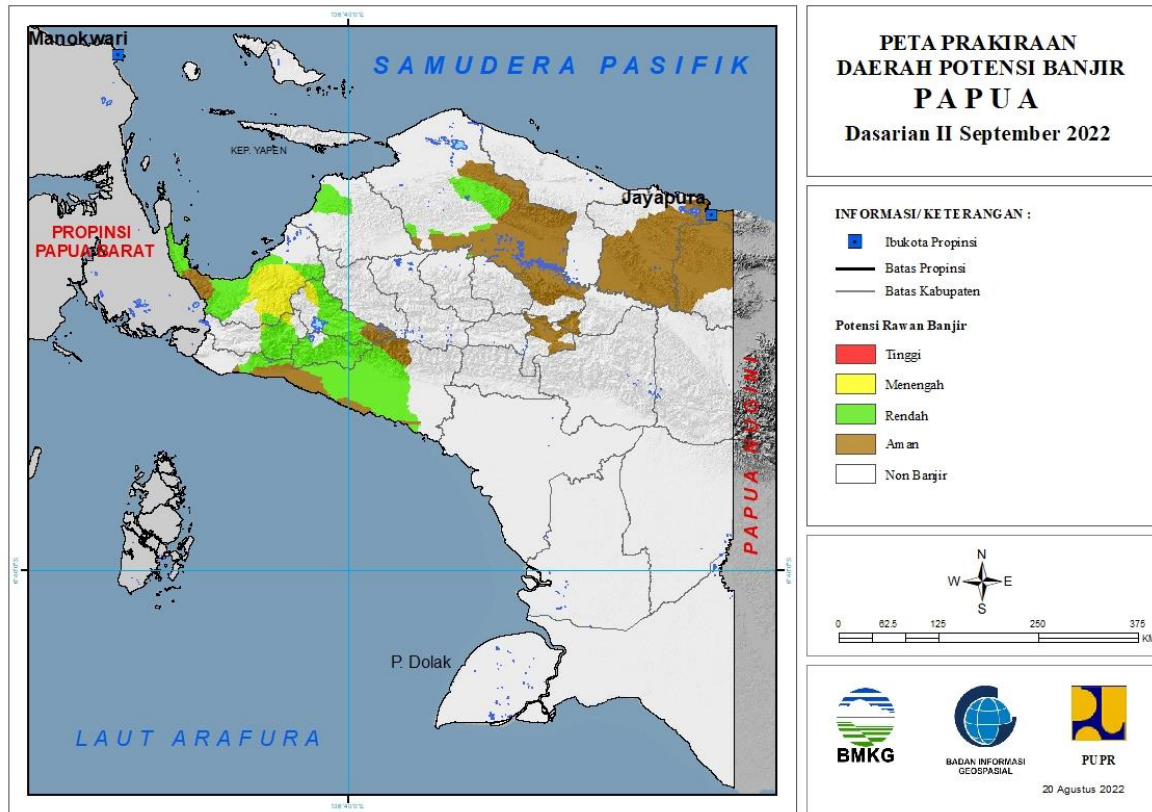 Manokwari
SAMUDERA PASIFIK
KEP. YAPEN
Jayapura
PROPINSI
PAPUA BARAT
PAPUA NUGINI
P. Dolak
LAUT ARAFURA
PETA PRAKIRAAN
DAERAH POTENSI BANJIR
PAPUA
Dasarian II September 2022
INFORMASI/ KETERANGAN :
Ibukota Propinsi
Batas Propinsi
Batas Kabupaten
Potensi Rawan Banjir
Tinggi
Menengah
Rendah
Aman
Non Banjir
N
W E
S
0 62.5 125 250 375
KM
BMKG
BADAN INFORMASI
GEOSPASIAL
PUPR
20 Agustus 2022